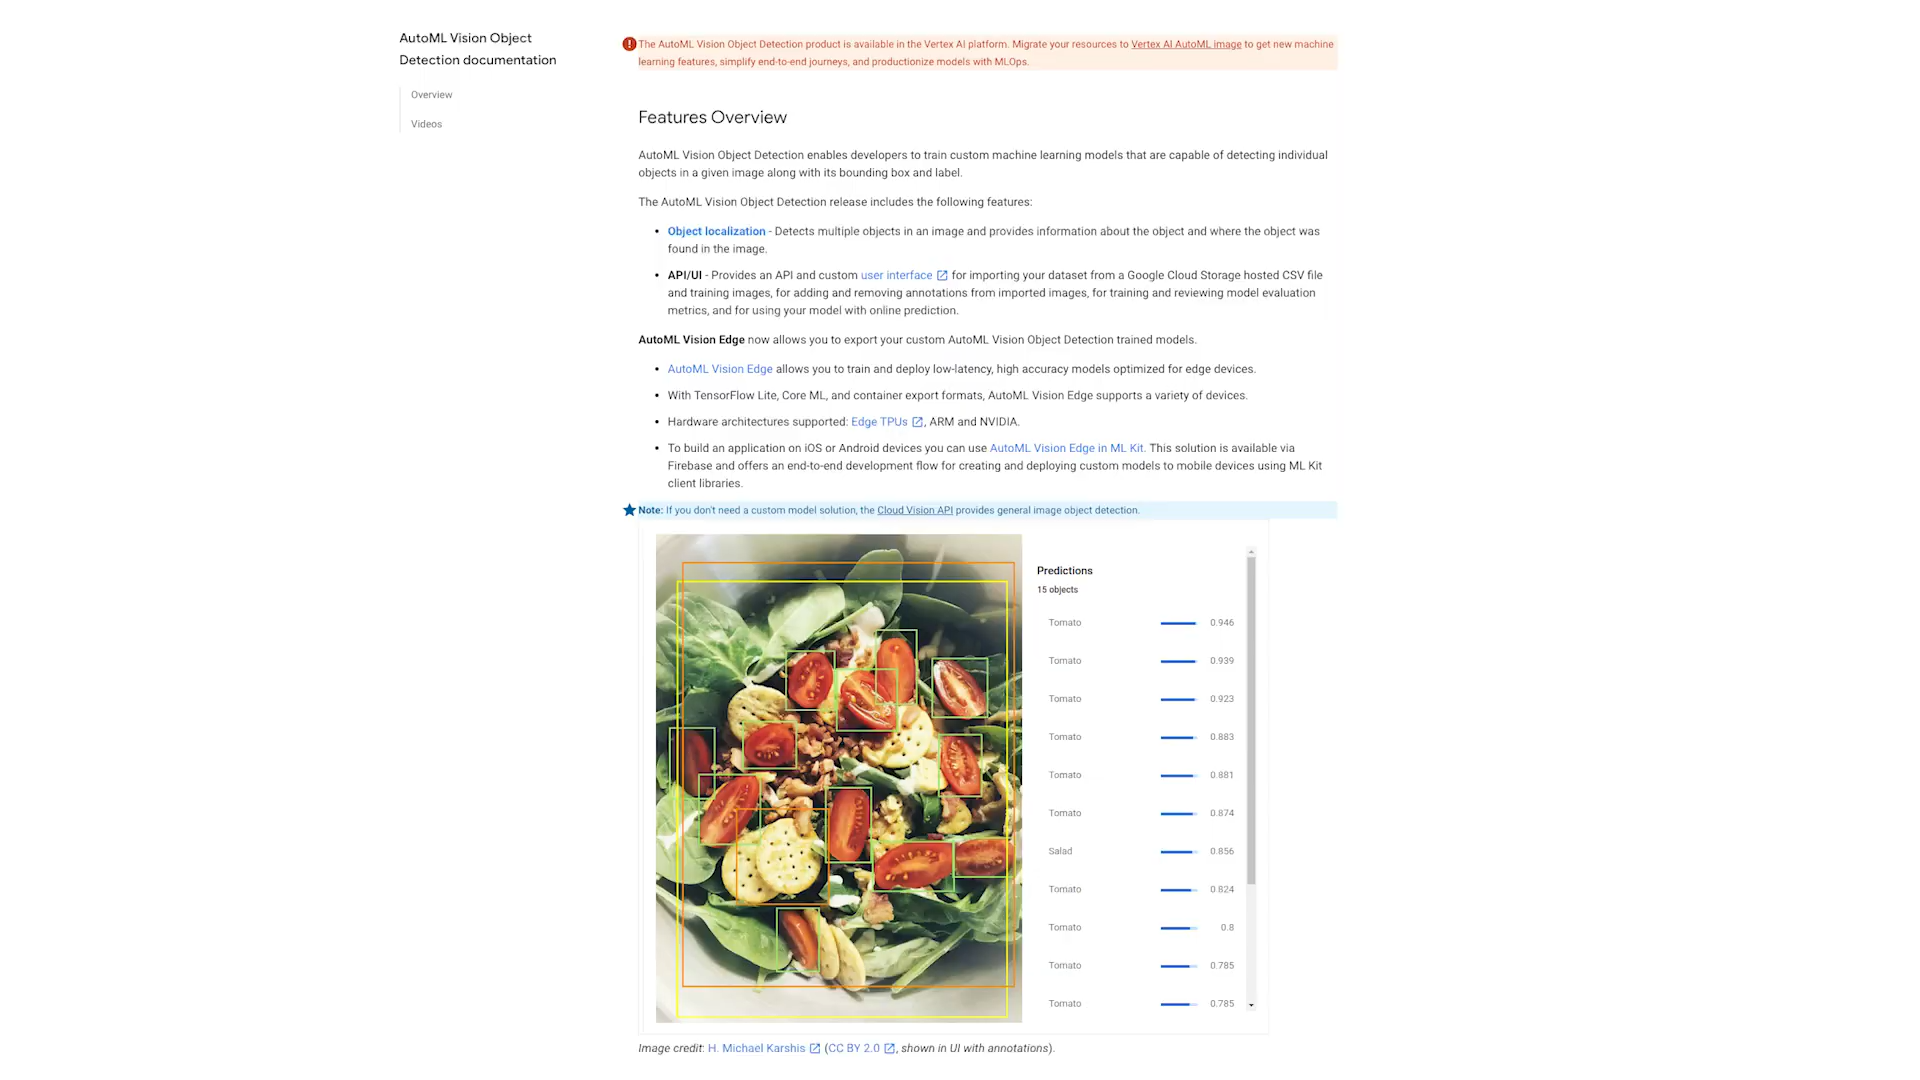 AutoML Vision Object
Detection documentation
Overview
Videos
The AutoML Vision Object Detection product is available in the Vertex AI platform. Migrate your resources to Vertex AI AutoML image to get new machine
learning features, simplify end-to-end journeys, and productionize models with MLOps.
Features Overview
AutoML Vision Object Detection enables developers to train custom machine learning models that are capable of detecting individual
objects in a given image along with its bounding box and label.
The AutoML Vision Object Detection release includes the following features:
• Object localization - Detects multiple objects in an image and provides information about the object and where the object was
found in the image.
• API/UI - Provides an API and custom user interface for importing your dataset from a Google Cloud Storage hosted CSV file
and training images, for adding and removing annotations from imported images, for training and reviewing model evaluation
metrics, and for using your model with online prediction.
AutoML Vision Edge now allows you to export your custom AutoML Vision Object Detection trained models.
• AutoML Vision Edge allows you to train and deploy low-latency, high accuracy models optimized for edge devices.
• With TensorFlow Lite, Core ML, and container export formats, AutoML Vision Edge supports a variety of devices.
• Hardware architectures supported: Edge TPUs , ARM and NVIDIA.
• To build an application on iOS or Android devices you can use AutoML Vision Edge in ML Kit. This solution is available via
Firebase and offers an end-to-end development flow for creating and deploying custom models to mobile devices using ML Kit
client libraries.
Note: If you don't need a custom model solution, the Cloud Vision API provides general image object detection.
Predictions
15 objects
Tomato 0.946
Tomato 0.939
Tomato 0.923
Tomato 0.883
Tomato 0.881
Tomato 0.874
Salad 0.856
Tomato 0.824
Tomato 0.8
Tomato 0.785
Tomato 0.785
Image credit: H. Michael Karshis (CC BY 2.0 , shown in UI with annotations).